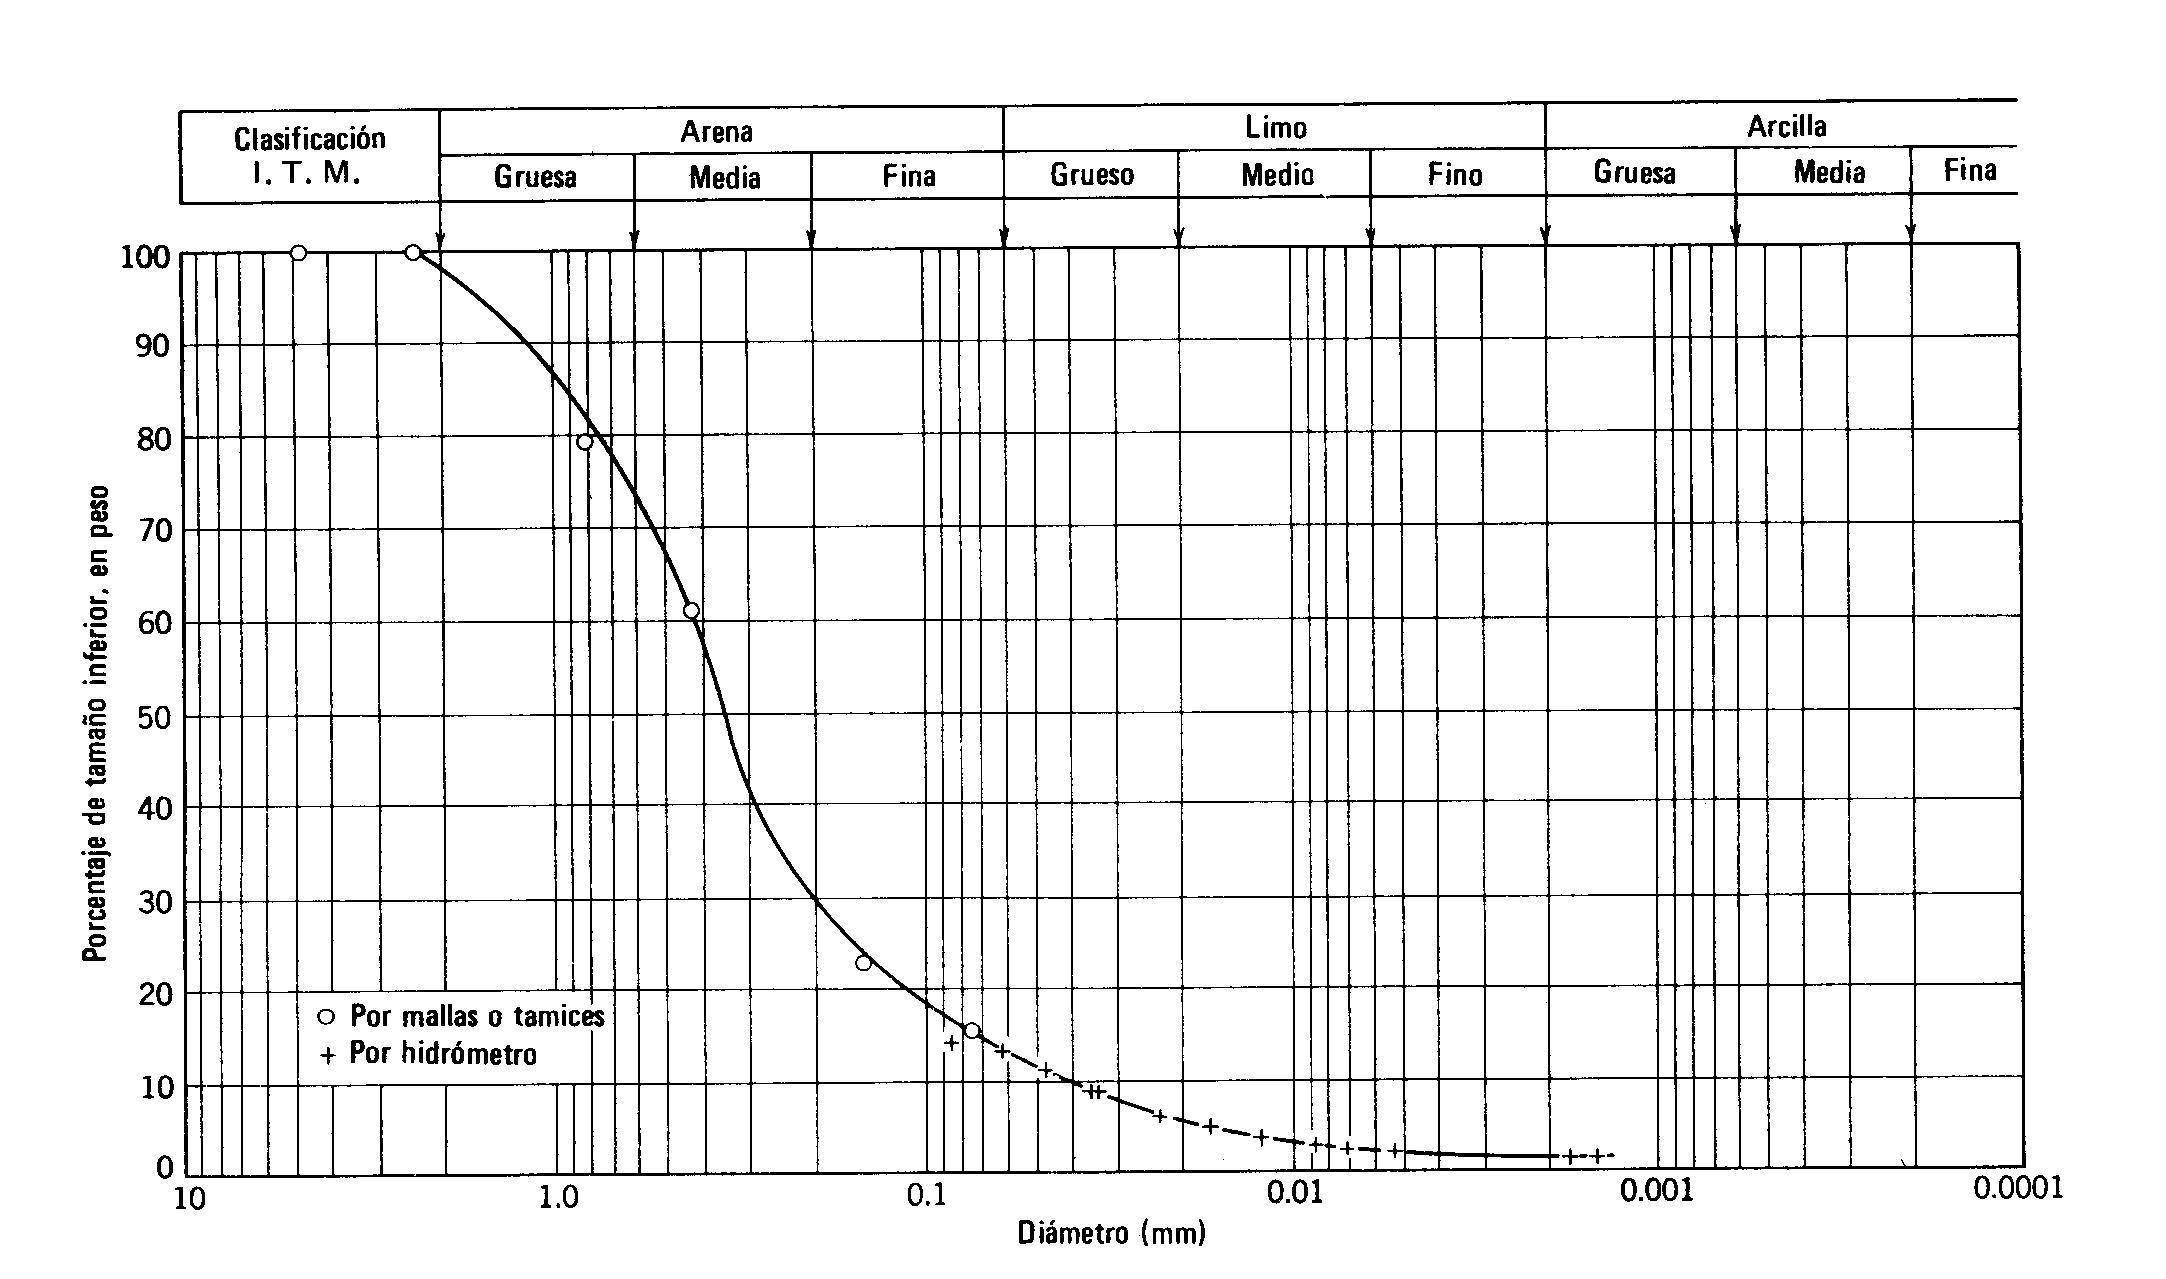 Clasificación
I. T. M.
Arena
Limo
Arcilla
Gruesa
Media
Fina
Grueso
Medio
Fino
Gruesa
Media
Fina
100
90
80
70
60
50
40
30
20
10
0
Porcentaje de tamaño inferior, en peso
O Por mallas o tamices
+ Por hidrómetro
10
1.0
0.1
0.01
0.001
0.0001
Diámetro (mm)